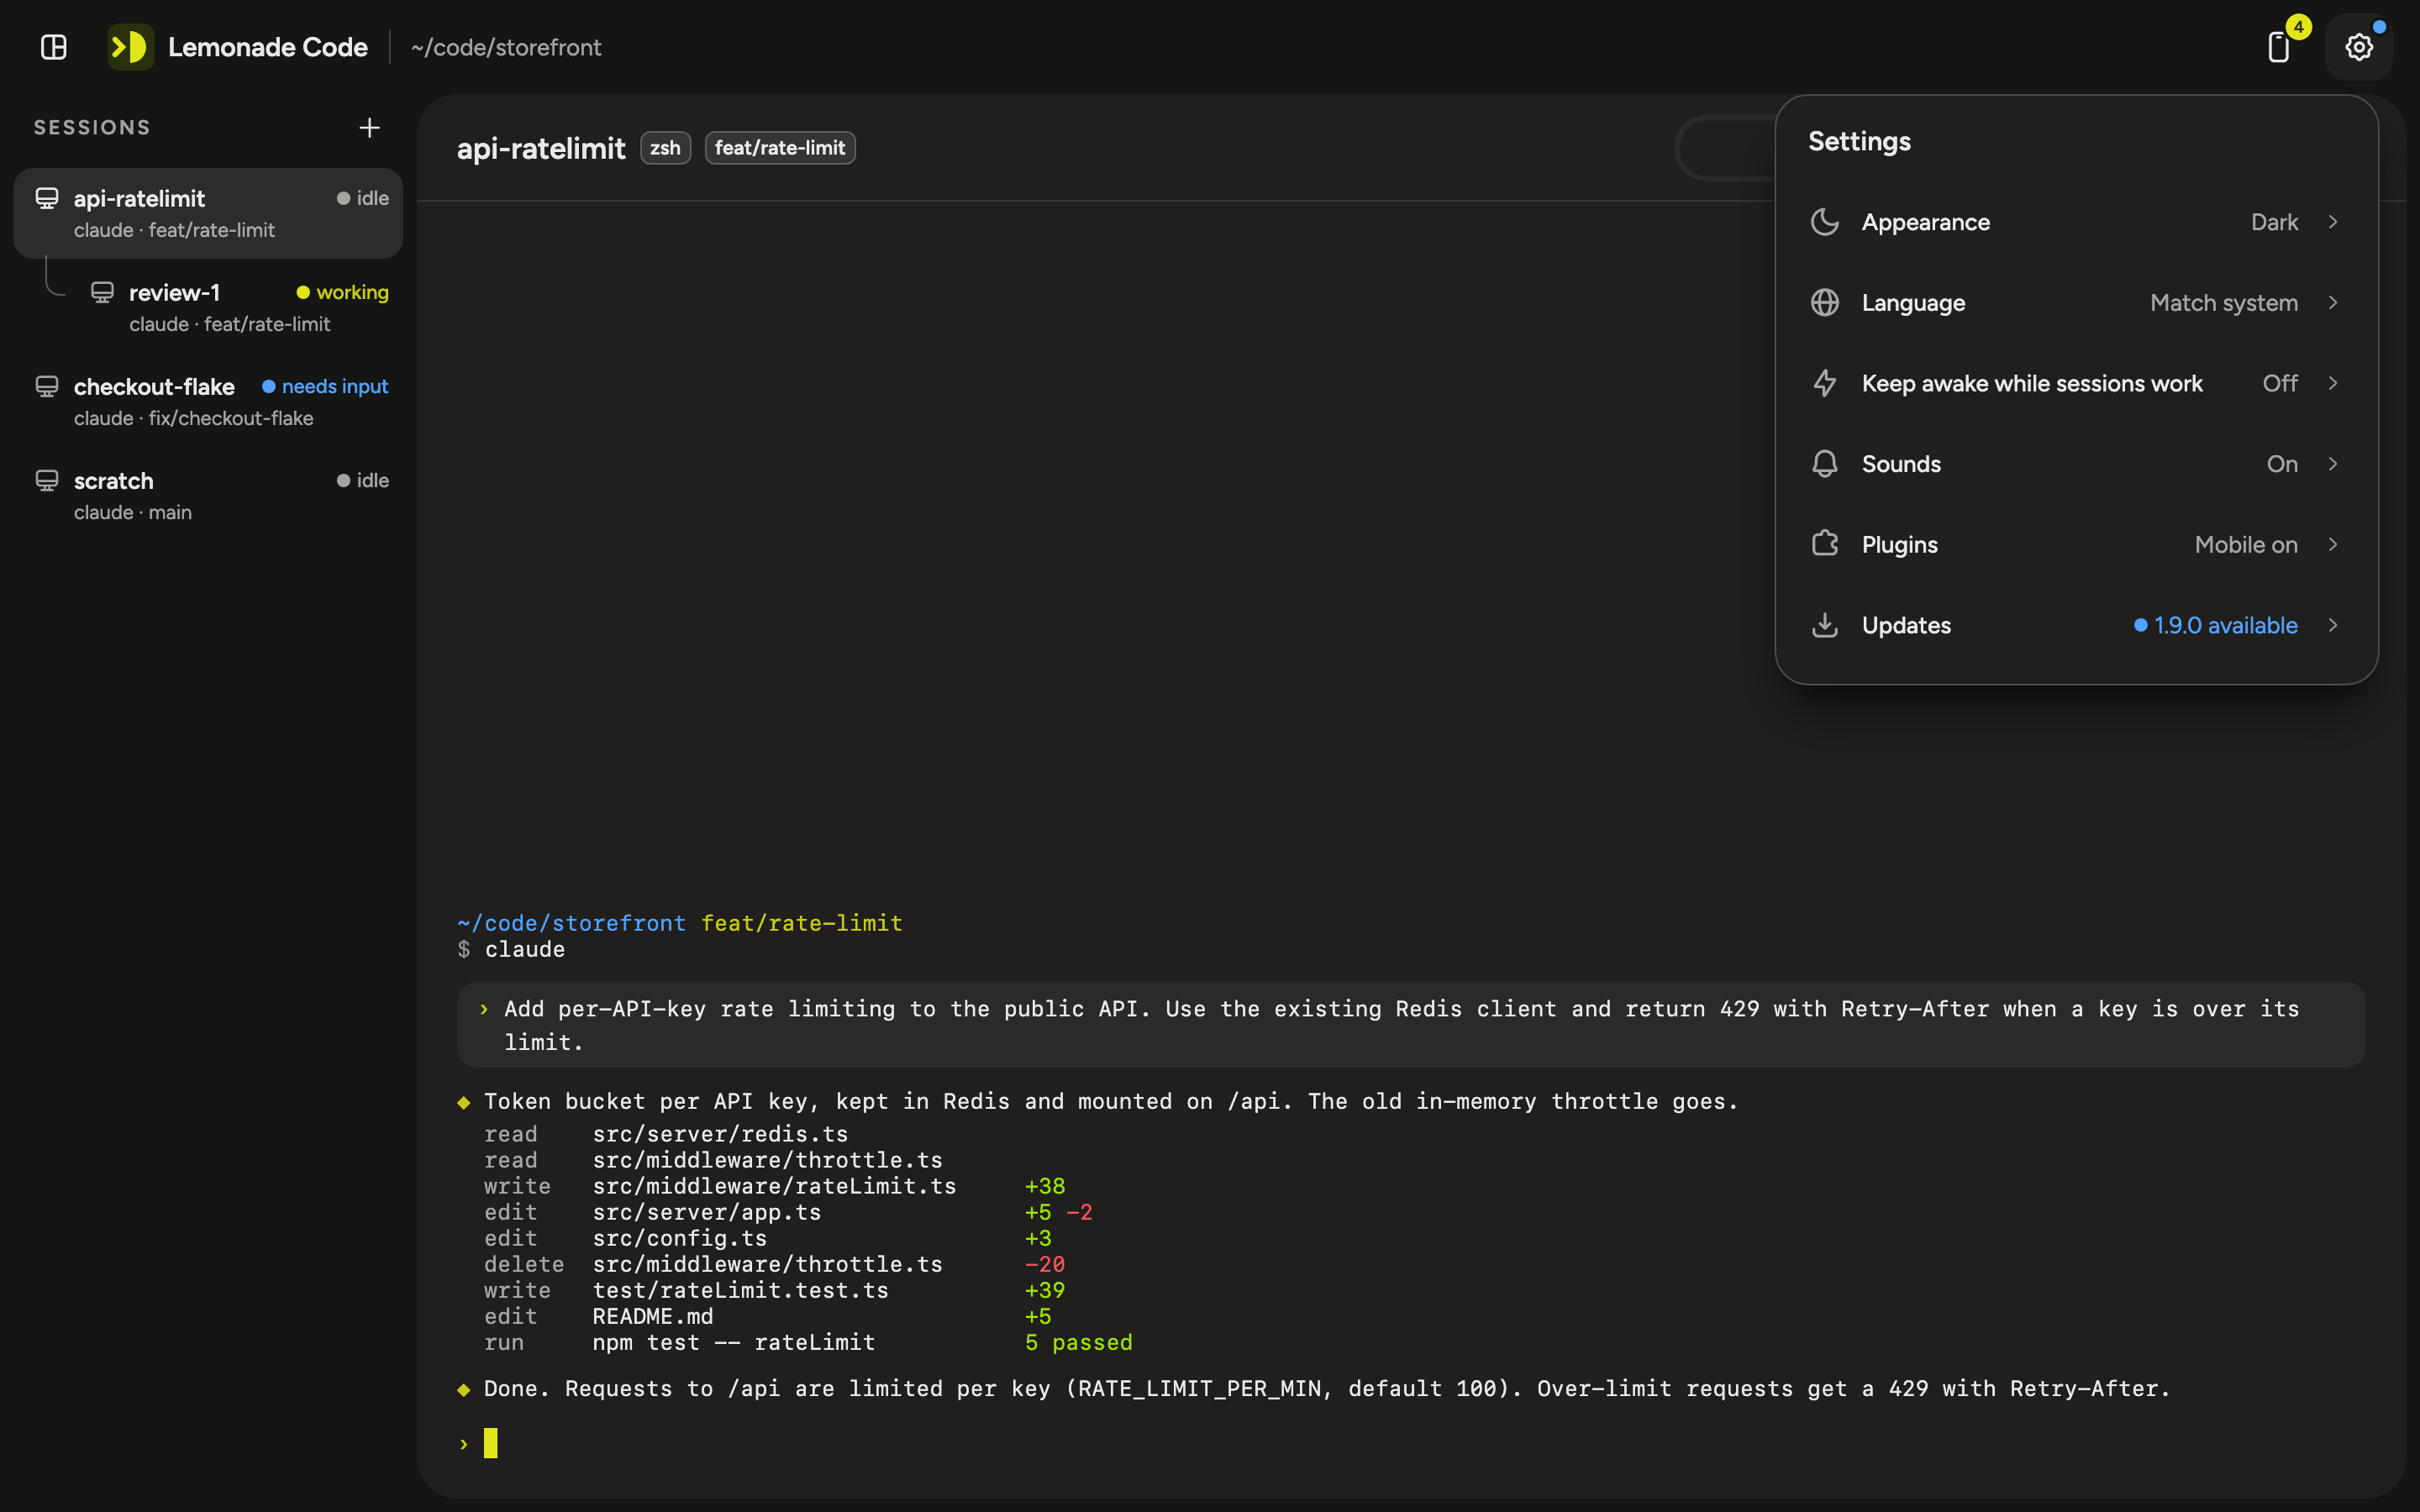 Lemonade Code
~/code/storefront
4
SESSIONS
api-ratelimit
idle
claude · feat/rate-limit
review-1
working
claude · feat/rate-limit
checkout-flake
needs input
claude · fix/checkout-flake
scratch
idle
claude · main
api-ratelimit
zsh
feat/rate-limit
Settings
Appearance
Dark
Language
Match system
Keep awake while sessions work
Off
Sounds
On
Plugins
Mobile on
Updates
1.9.0 available
~/code/storefront feat/rate-limit
$ claude
› Add per-API-key rate limiting to the public API. Use the existing Redis client and return 429 with Retry-After when a key is over its
limit.
◆ Token bucket per API key, kept in Redis and mounted on /api. The old in-memory throttle goes.
read src/server/redis.ts
read src/middleware/throttle.ts
write src/middleware/rateLimit.ts +38
edit src/server/app.ts +5 -2
edit src/config.ts +3
delete src/middleware/throttle.ts -20
write test/rateLimit.test.ts +39
edit README.md +5
run npm test -- rateLimit 5 passed
◆ Done. Requests to /api are limited per key (RATE_LIMIT_PER_MIN, default 100). Over-limit requests get a 429 with Retry-After.
›